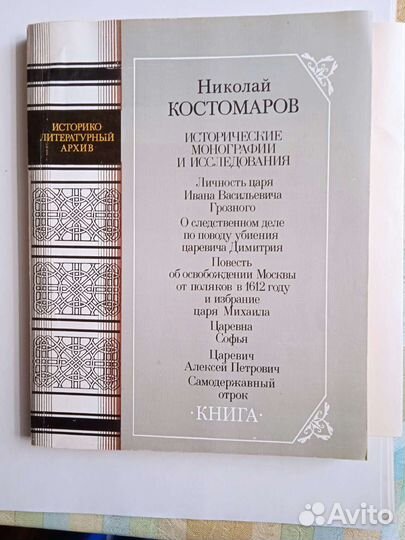 ИСТОРИКО
ЛИТЕРАТУРНЫЙ
АРХИВ
Николай
КОСТОМАРОВ
ИСТОРИЧЕСКИЕ
МОНОГРАФИИ
И ИССЛЕДОВАНИЯ
Личность царя
Ивана Васильевича
Грозного
О следственном деле
по поводу убиения
царевича Димитрия
Повесть
об освобождении Москвы
от поляков в 1612 году
и избрание
царя Михаила
Царевна
Софья
Царевич
Алексей Петрович
Самодержавный
отрок
·КНИГА·
Avito